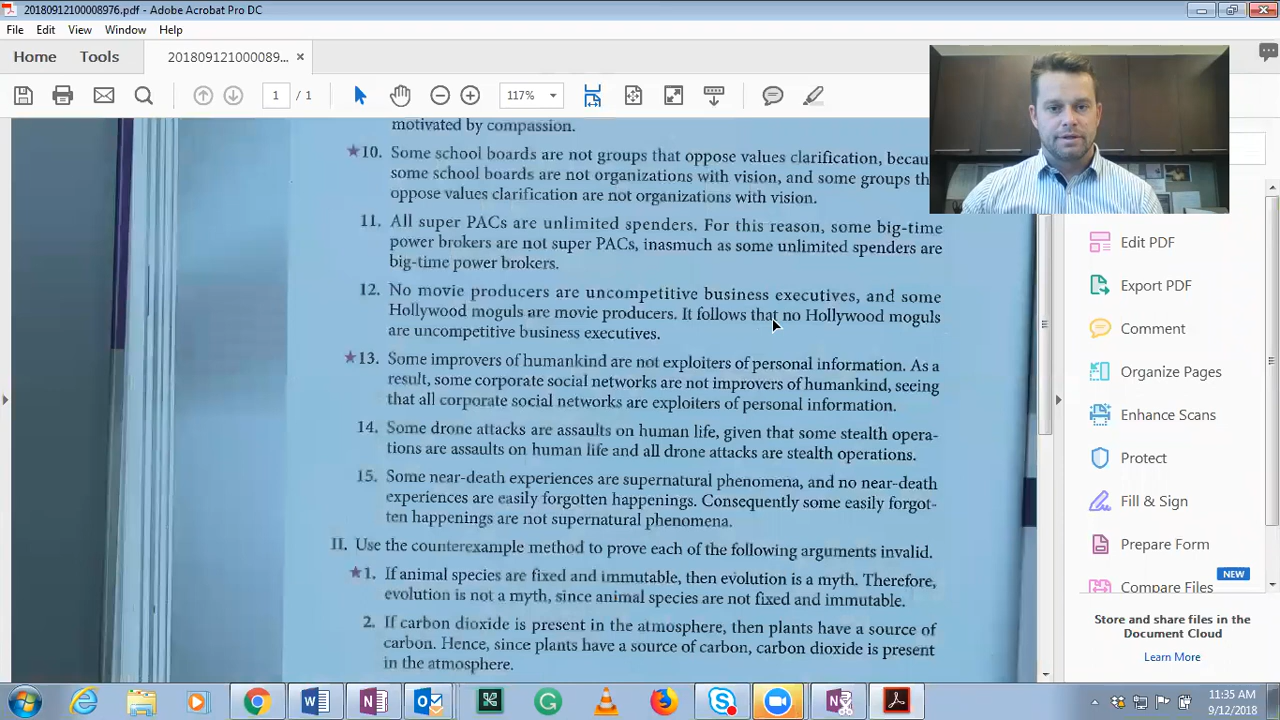 201809121000008976.pdf - Adobe Acrobat Pro DC
File Edit View Window Help
Home Tools 2018091210000​89... ×
1 / 1 117%
motivated by compassion.
★10. Some school boards are not groups that oppose values clarification,
some school boards are not organizations with vision, and some groups
oppose values clarification are not organizations with vision.
11. All super PACs are unlimited spenders. For this reason, some big-time
power brokers are not super PACs, inasmuch as some unlimited spenders are
big-time power brokers.
12. No movie producers are uncompetitive business executives, and some
Hollywood moguls are movie producers. It follows that no Hollywood moguls
are uncompetitive business executives.
★13. Some improvers of humankind are not exploiters of personal information. As a
result, some corporate social networks are not improvers of humankind, seeing
that all corporate social networks are exploiters of personal information.
14. Some drone attacks are assaults on human life, given that some stealth opera-
tions are assaults on human life and all drone attacks are stealth operations.
15. Some near-death experiences are supernatural phenomena, and no near-death
experiences are easily forgotten happenings. Consequently some easily forgot-
ten happenings are not supernatural phenomena.
II. Use the counterexample method to prove each of the following arguments invalid.
★1. If animal species are fixed and immutable, then evolution is a myth. Therefore,
evolution is not a myth, since animal species are not fixed and immutable.
2. If carbon dioxide is present in the atmosphere, then plants have a source of
carbon. Hence, since plants have a source of carbon, carbon dioxide is present
in the atmosphere.
Edit PDF
Export PDF
Comment
Organize Pages
Enhance Scans
Protect
Fill & Sign
Prepare Form
NEW
Compare Files
Store and share files in the
Document Cloud
Learn More
11:35 AM
9/12/2018